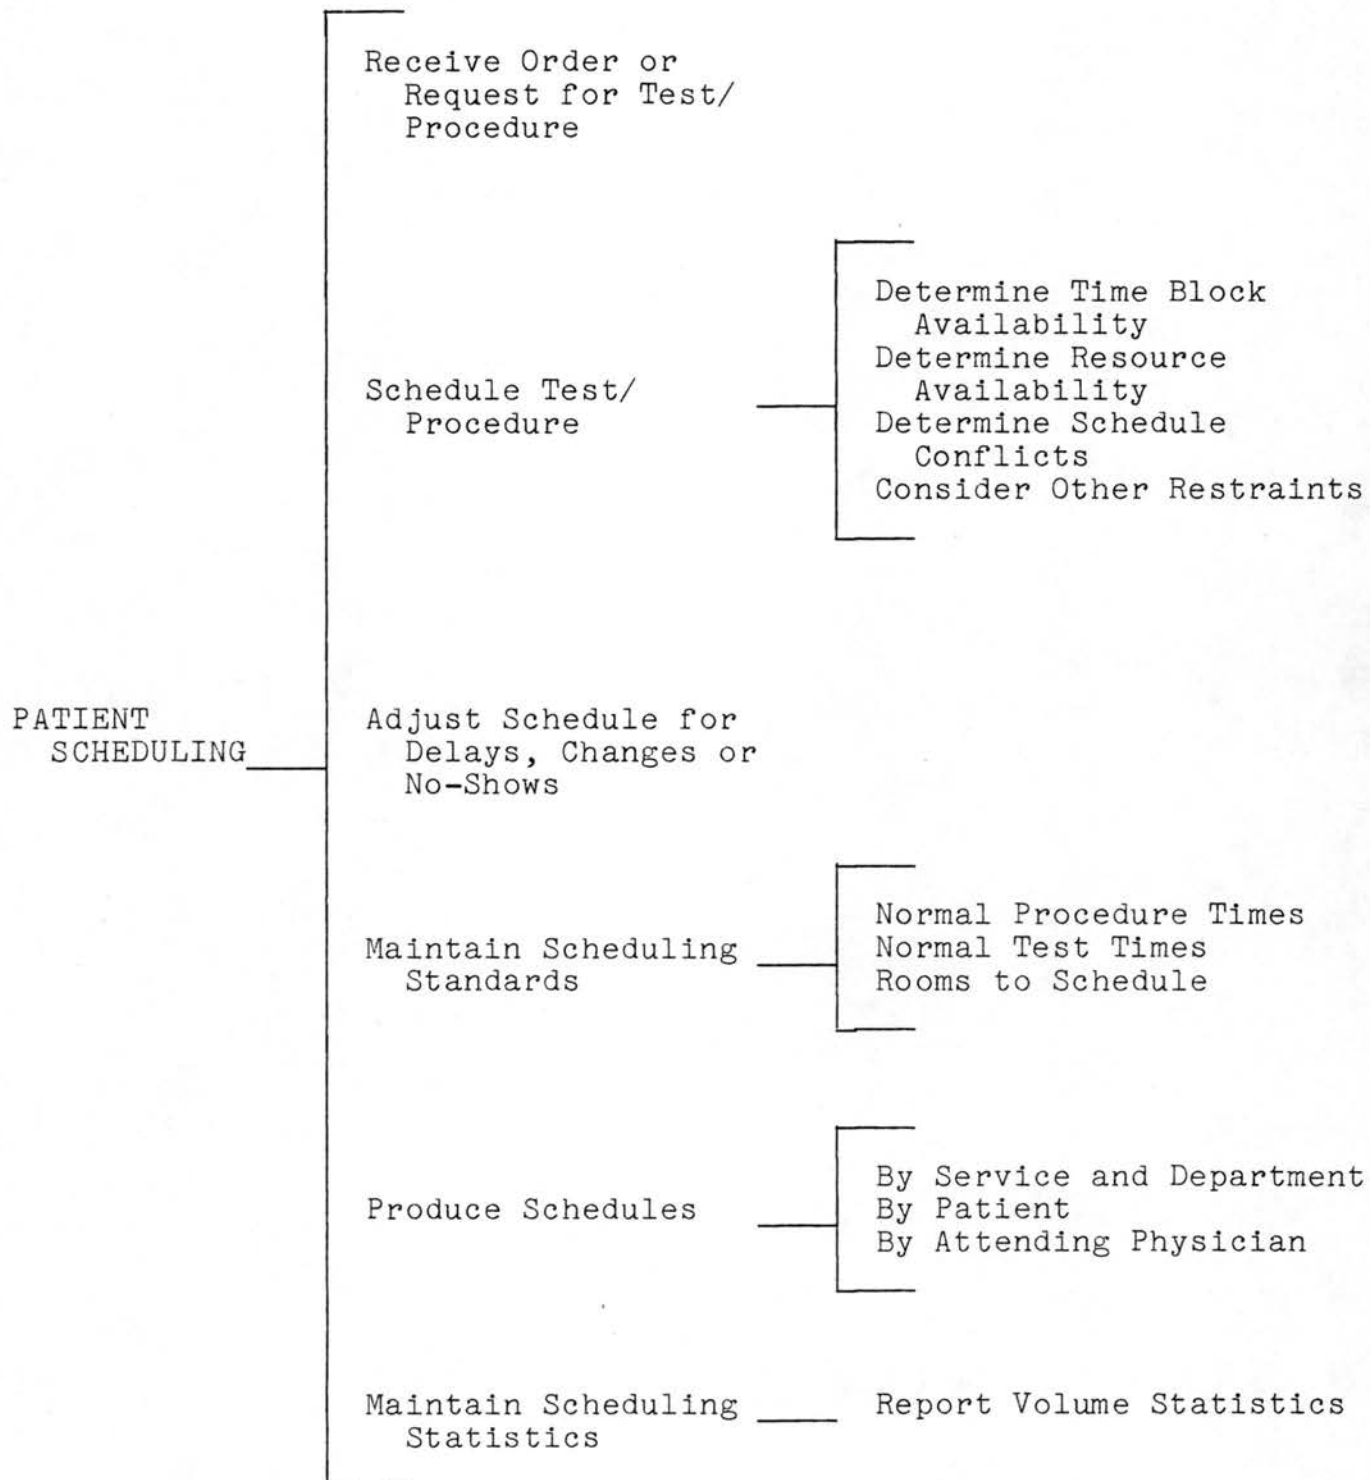 Receive Order or
Request for Test/
Procedure
Schedule Test/
Procedure
Determine Time Block
Availability
Determine Resource
Availability
Determine Schedule
Conflicts
Consider Other Restraints
PATIENT
SCHEDULING
Adjust Schedule for
Delays, Changes or
No-Shows
Maintain Scheduling
Standards
Normal Procedure Times
Normal Test Times
Rooms to Schedule
Produce Schedules
By Service and Department
By Patient
By Attending Physician
Maintain Scheduling
Statistics
Report Volume Statistics